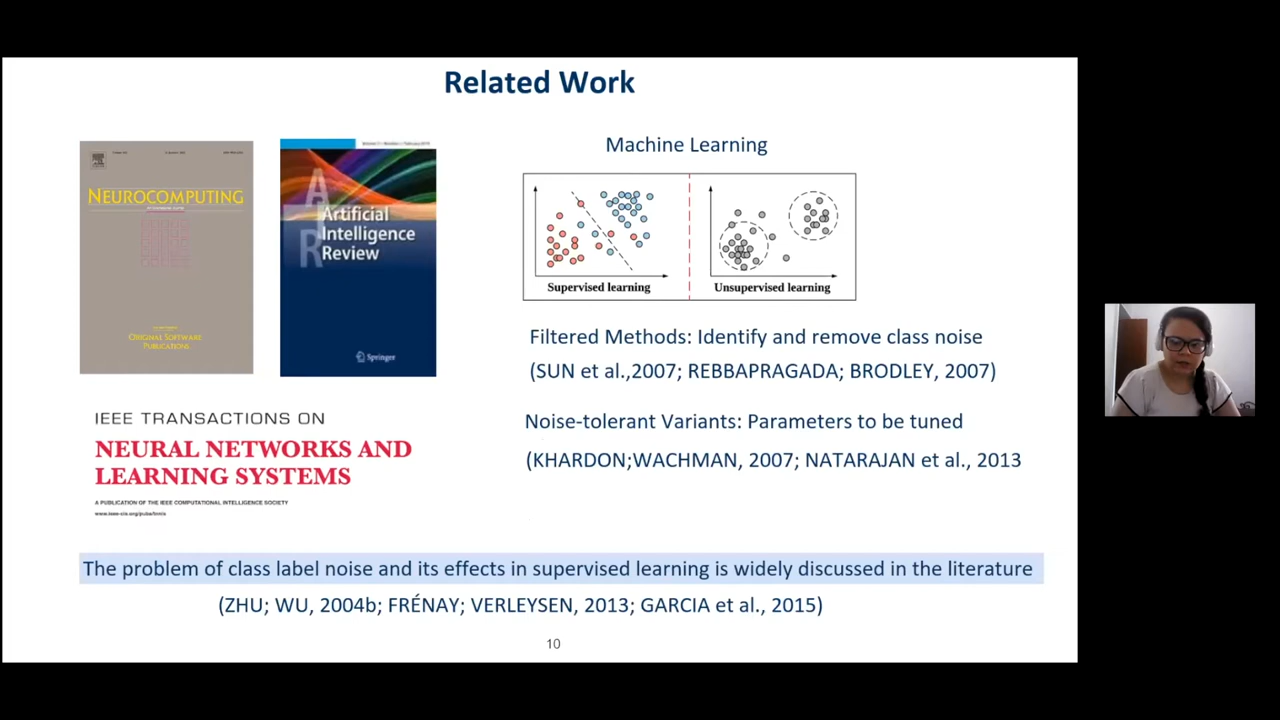 Related Work
NEUROCOMPUTING
ORIGINAL SOFTWARE
PUBLICATIONS
AIR
Artificial
Intelligence
Review
Springer
IEEE TRANSACTIONS ON
NEURAL NETWORKS AND
LEARNING SYSTEMS
A PUBLICATION OF THE IEEE COMPUTATIONAL INTELLIGENCE SOCIETY
Machine Learning
Supervised learning
Unsupervised learning
Filtered Methods: Identify and remove class noise
(SUN et al.,2007; REBBAPRAGADA; BRODLEY, 2007)
Noise-tolerant Variants: Parameters to be tuned
(KHARDON;WACHMAN, 2007; NATARAJAN et al., 2013
The problem of class label noise and its effects in supervised learning is widely discussed in the literature
(ZHU; WU, 2004b; FRÉNAY; VERLEYSEN, 2013; GARCIA et al., 2015)
10